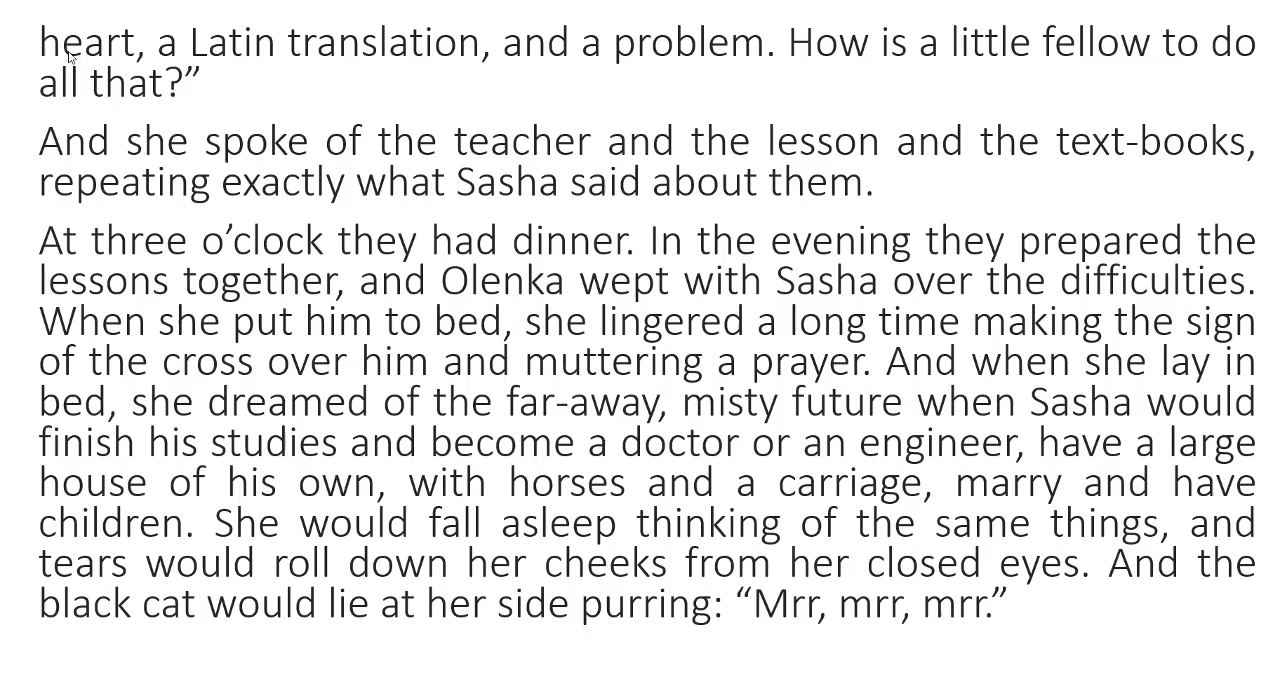 heart, a Latin translation, and a problem. How is a little fellow to do
all that?”
And she spoke of the teacher and the lesson and the text-books,
repeating exactly what Sasha said about them.
At three o’clock they had dinner. In the evening they prepared the
lessons together, and Olenka wept with Sasha over the difficulties.
When she put him to bed, she lingered a long time making the sign
of the cross over him and muttering a prayer. And when she lay in
bed, she dreamed of the far-away, misty future when Sasha would
finish his studies and become a doctor or an engineer, have a large
house of his own, with horses and a carriage, marry and have
children. She would fall asleep thinking of the same things, and
tears would roll down her cheeks from her closed eyes. And the
black cat would lie at her side purring: “Mrr, mrr, mrr.”